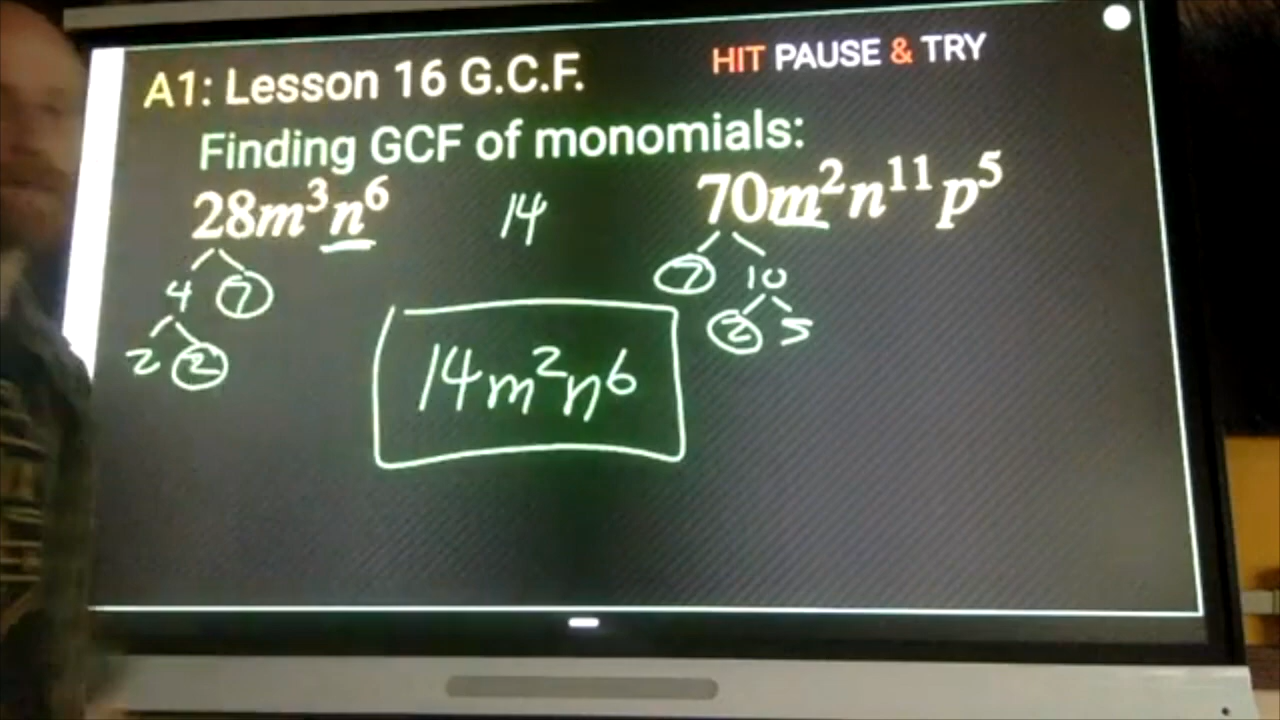 HIT PAUSE & TRY
A1: Lesson 16 G.C.F.
Finding GCF of monomials:
28m³n⁶ 14 70m²n¹¹p⁵
4 7 7 10
2 2 2 5
14m²n⁶